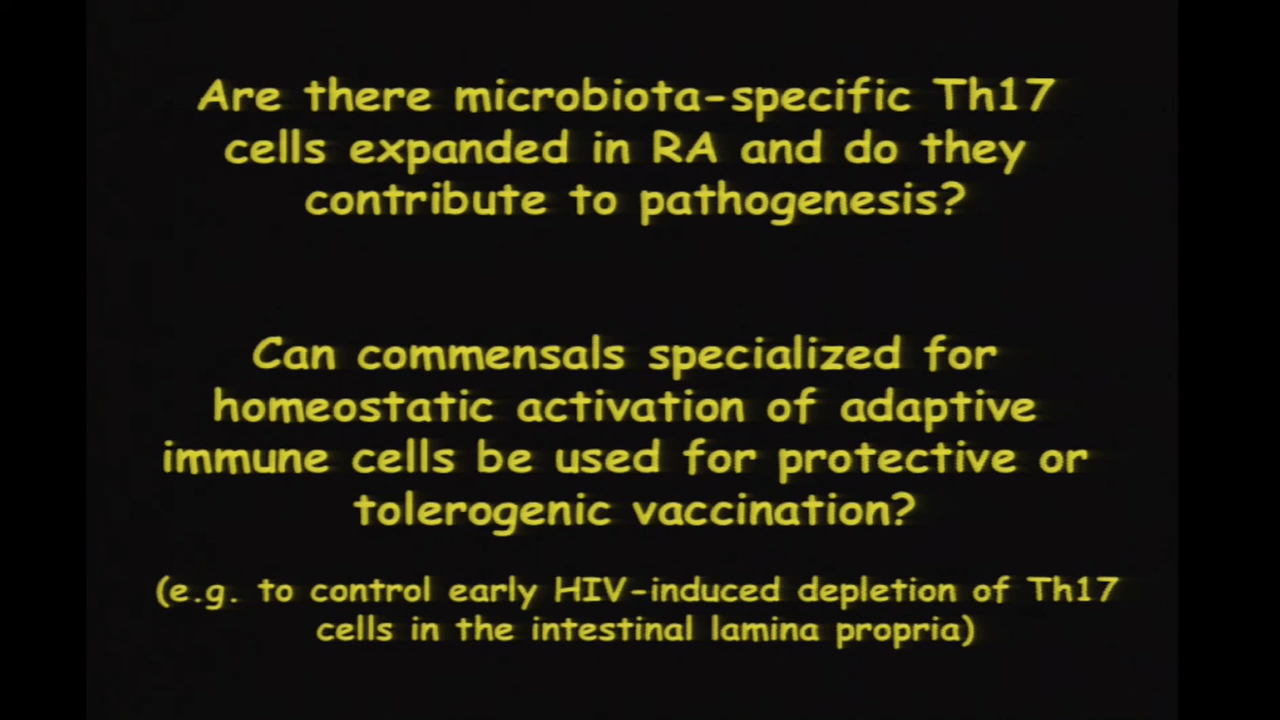 Are there microbiota-specific Th17
cells expanded in RA and do they
contribute to pathogenesis?
Can commensals specialized for
homeostatic activation of adaptive
immune cells be used for protective or
tolerogenic vaccination?
(e.g. to control early HIV-induced depletion of Th17
cells in the intestinal lamina propria)